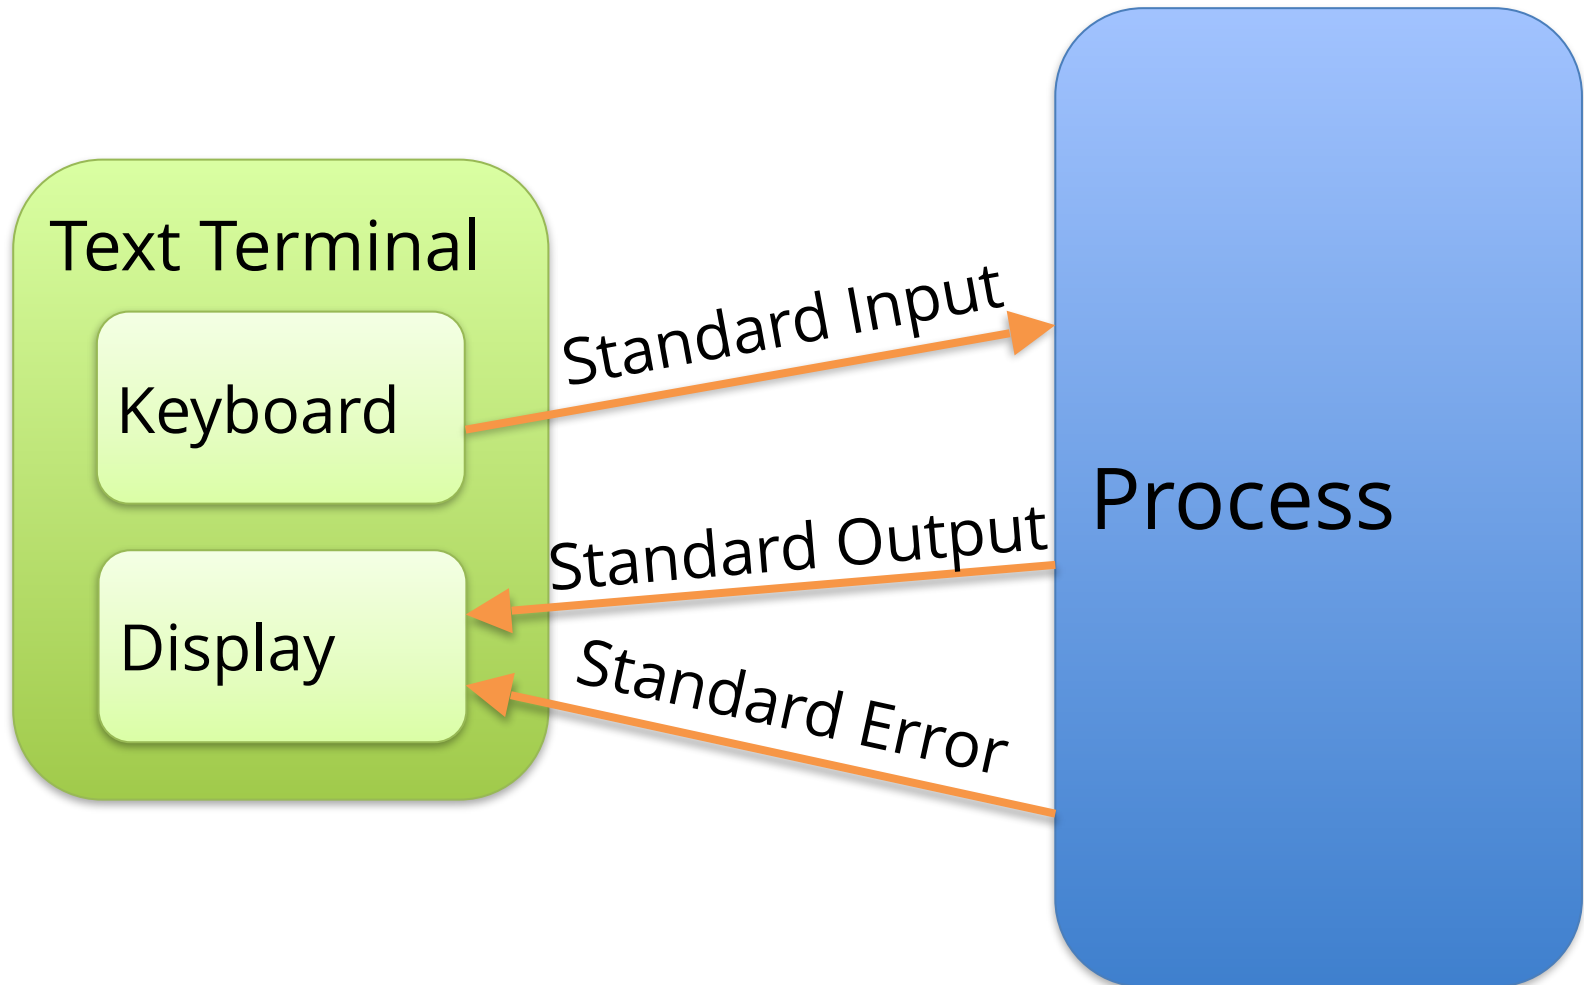 Text Terminal
Keyboard
Display
Standard Input
Standard Output
Standard Error
Process